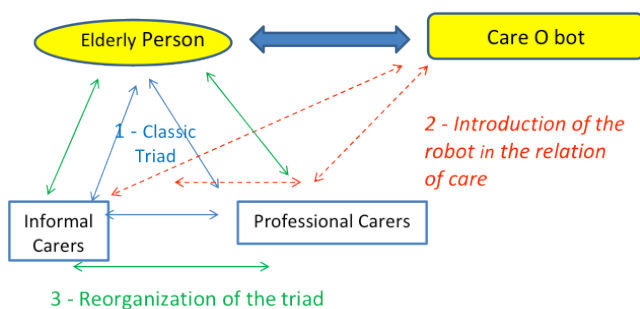 Elderly Person
Care O bot
1 - Classic
Triad
2 - Introduction of the
robot in the relation
of care
Informal
Carers
Professional Carers
3 - Reorganization of the triad